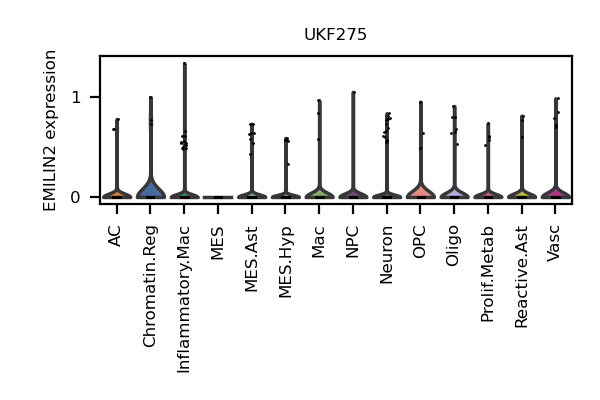 UKF275
EMILIN2 expression
1
0
AC
Chromatin.Reg
Inflammatory.Mac
MES
MES.Ast
MES.Hyp
Mac
NPC
Neuron
OPC
Oligo
Prolif.Metab
Reactive.Ast
Vasc